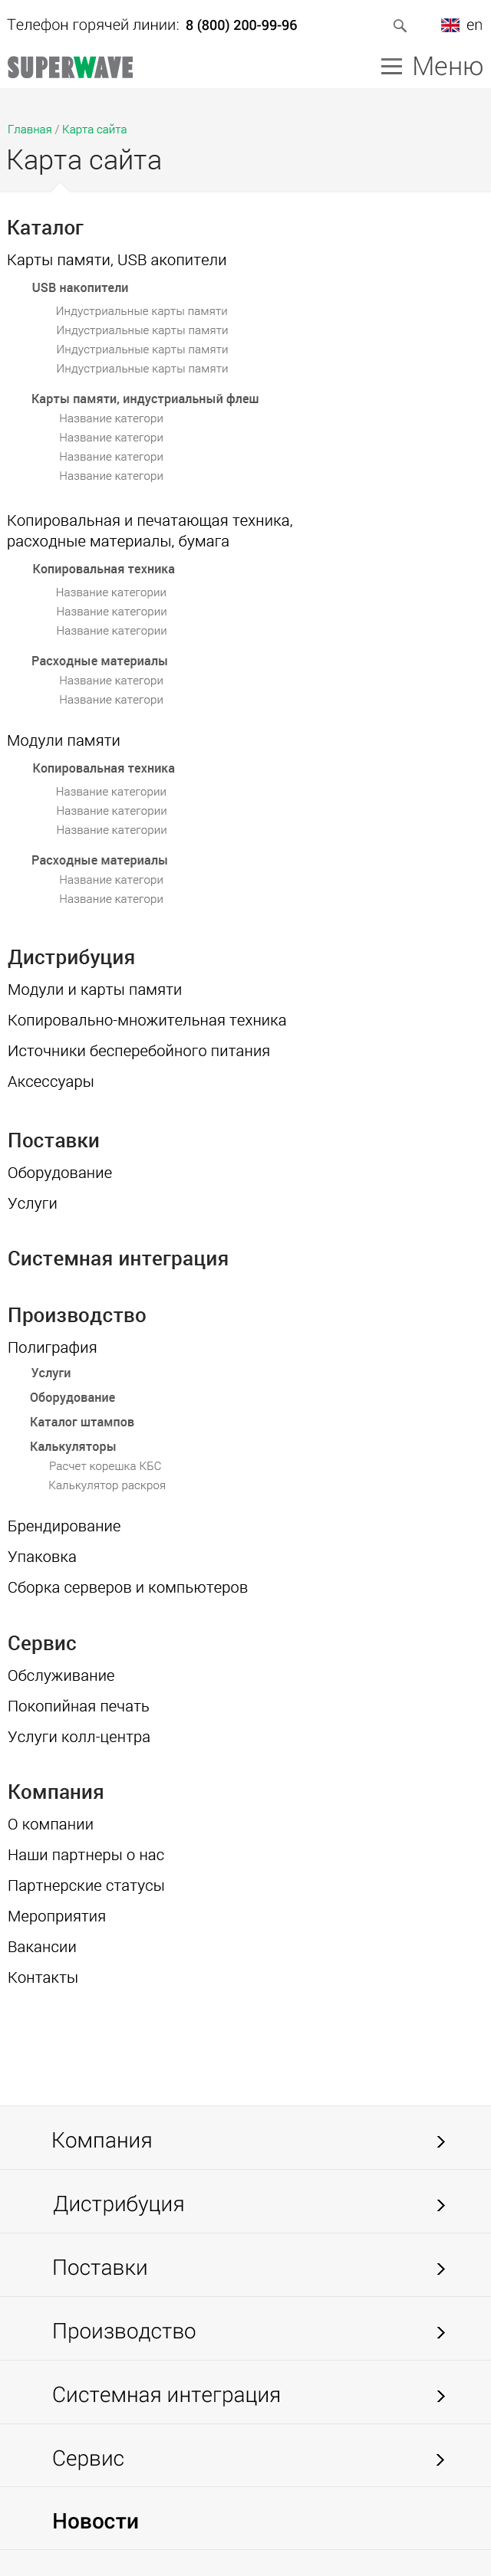 Телефон горячей линии: 8 (800) 200-99-96
en
SUPERWAVE
Меню
Главная / Карта сайта
Карта сайта
Каталог
Карты памяти, USB акопители
USB накопители
Индустриальные карты памяти
Индустриальные карты памяти
Индустриальные карты памяти
Индустриальные карты памяти
Карты памяти, индустриальный флеш
Название категори
Название категори
Название категори
Название категори
Копировальная и печатающая техника,
расходные материалы, бумага
Копировальная техника
Название категории
Название категории
Название категории
Расходные материалы
Название категори
Название категори
Модули памяти
Копировальная техника
Название категории
Название категории
Название категории
Расходные материалы
Название категори
Название категори
Дистрибуция
Модули и карты памяти
Копировально-множительная техника
Источники бесперебойного питания
Аксессуары
Поставки
Оборудование
Услуги
Системная интеграция
Производство
Полиграфия
Услуги
Оборудование
Каталог штампов
Калькуляторы
Расчет корешка КБС
Калькулятор раскроя
Брендирование
Упаковка
Сборка серверов и компьютеров
Сервис
Обслуживание
Покопийная печать
Услуги колл-центра
Компания
О компании
Наши партнеры о нас
Партнерские статусы
Мероприятия
Вакансии
Контакты
Компания
Дистрибуция
Поставки
Производство
Системная интеграция
Сервис
Новости